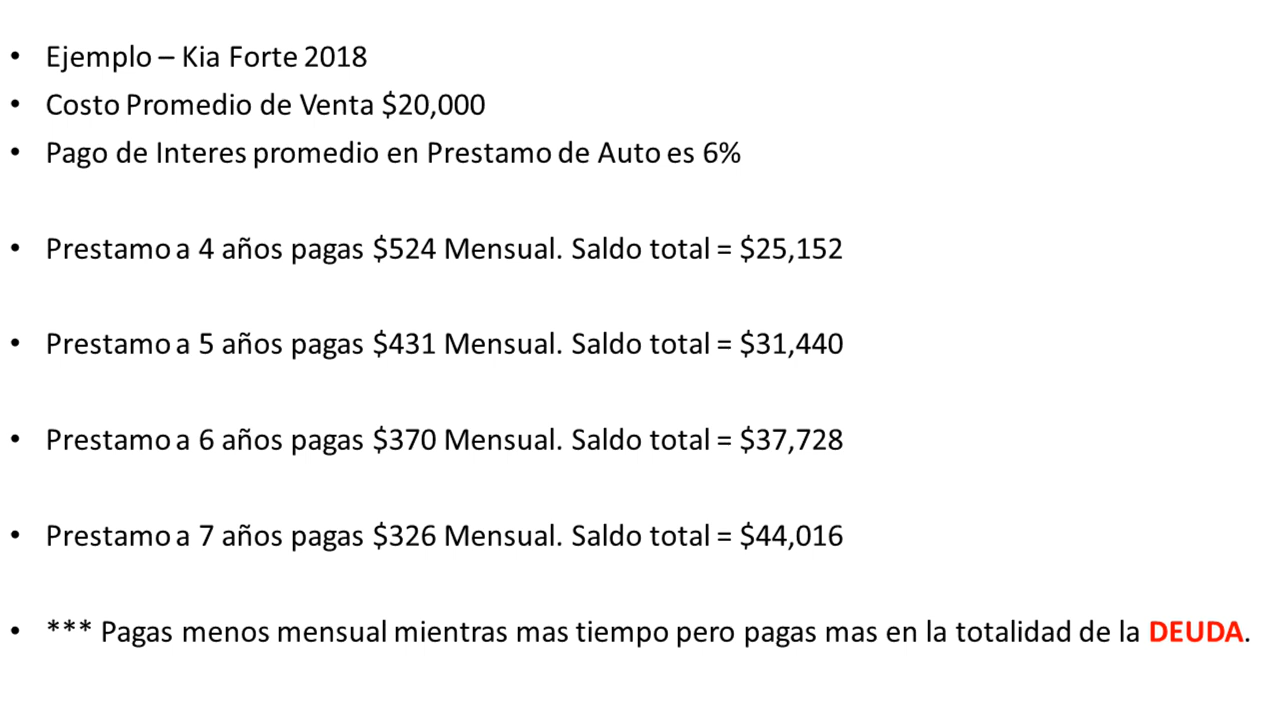 • Ejemplo – Kia Forte 2018
• Costo Promedio de Venta $20,000
• Pago de Interes promedio en Prestamo de Auto es 6%
• Prestamo a 4 años pagas $524 Mensual. Saldo total = $25,152
• Prestamo a 5 años pagas $431 Mensual. Saldo total = $31,440
• Prestamo a 6 años pagas $370 Mensual. Saldo total = $37,728
• Prestamo a 7 años pagas $326 Mensual. Saldo total = $44,016
• *** Pagas menos mensual mientras mas tiempo pero pagas mas en la totalidad de la DEUDA.